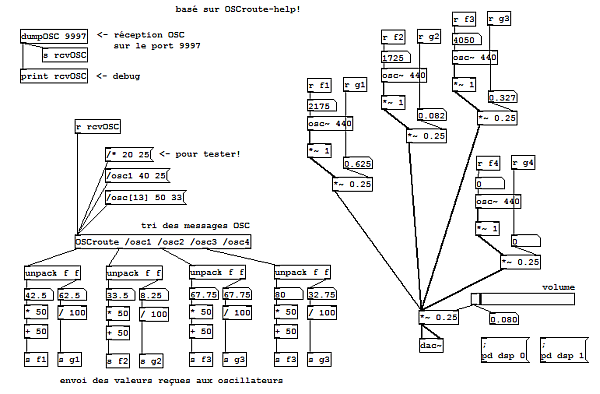 basé sur OSCroute-help!
dumpOSC 9997
<- réception OSC
sur le port 9997
s rcvOSC
print rcvOSC
<- debug
r rcvOSC
/* 20 25
<- pour tester!
/osc1 40 25
/osc[13] 50 33
tri des messages OSC
OSCroute /osc1 /osc2 /osc3 /osc4
unpack f f
unpack f f
unpack f f
unpack f f
42.5
62.5
33.5
8.25
67.75
67.75
80
32.75
* 50
/ 100
* 50
/ 100
* 50
/ 100
* 50
/ 100
+ 50
+ 50
+ 50
+ 50
s f1
s g1
s f2
s g2
s f3
s g3
s f3
s g3
envoi des valeurs reçues aux oscillateurs
r f1
r g1
2175
osc~ 440
*~ 1
0.625
*~ 0.25
r f2
r g2
1725
osc~ 440
*~ 1
0.082
*~ 0.25
r f3
r g3
4050
osc~ 440
*~ 1
0.327
*~ 0.25
r f4
r g4
0
osc~ 440
*~ 1
0
*~ 0.25
volume
*~ 0.25
0.080
dac~
;
pd dsp 0
;
pd dsp 1